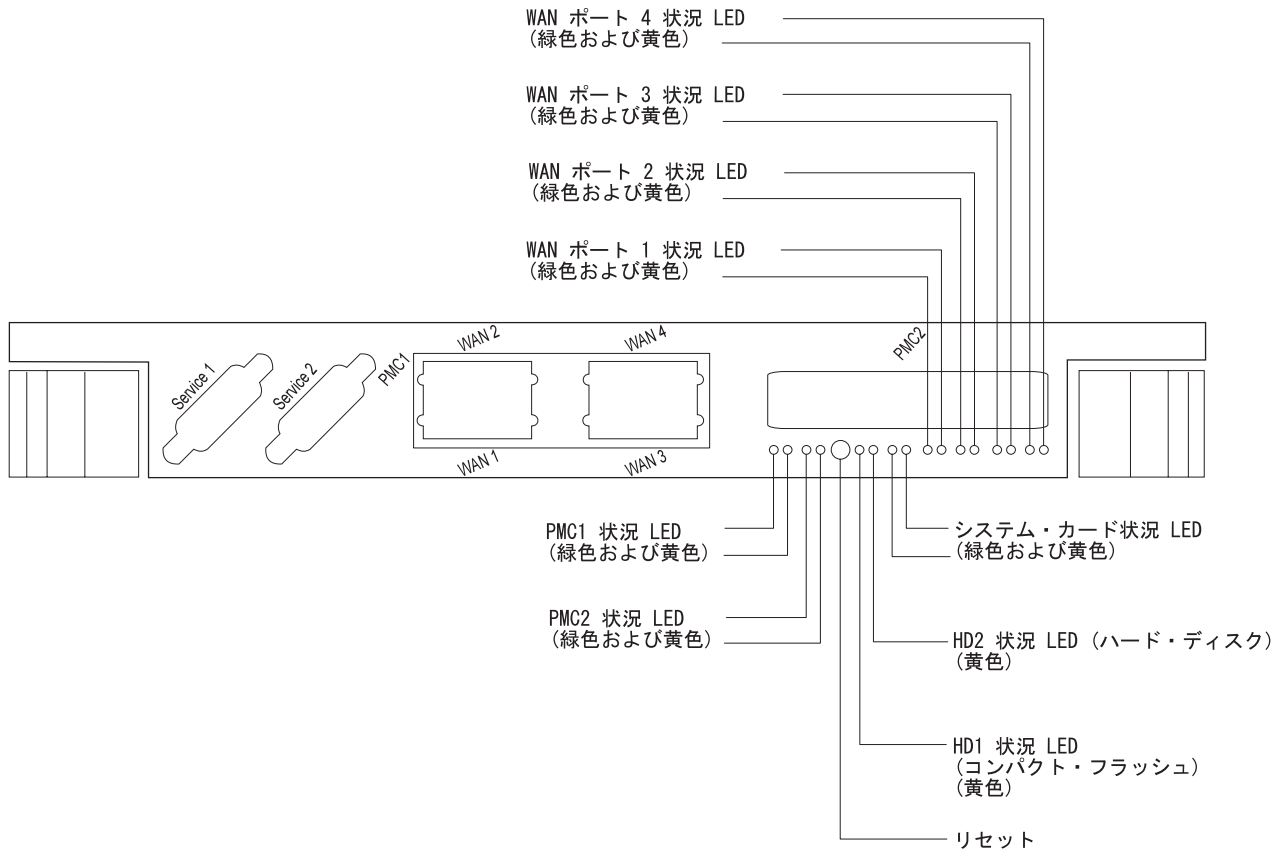 WAN ポート 4 状況 LED
(緑色および黄色)
WAN ポート 3 状況 LED
(緑色および黄色)
WAN ポート 2 状況 LED
(緑色および黄色)
WAN ポート 1 状況 LED
(緑色および黄色)
Service 1
Service 2
PMC1
WAN 2
WAN 4
PMC2
WAN 1
WAN 3
PMC1 状況 LED
(緑色および黄色)
システム・カード状況 LED
(緑色および黄色)
PMC2 状況 LED
(緑色および黄色)
HD2 状況 LED (ハード・ディスク)
(黄色)
HD1 状況 LED
(コンパクト・フラッシュ)
(黄色)
リセット